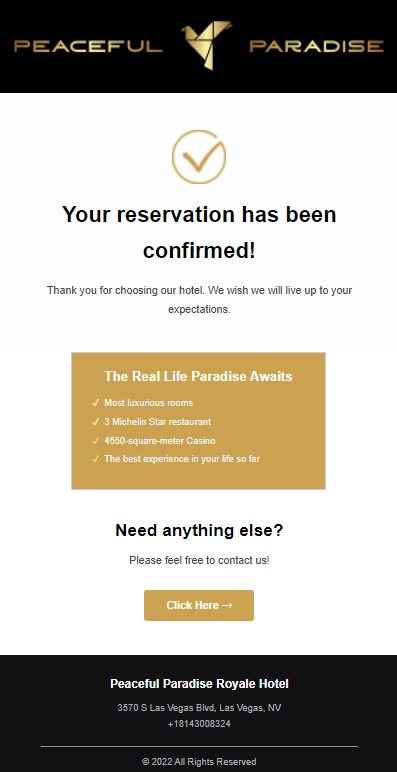 PEACEFUL PARADISE
Your reservation has been
confirmed!
Thank you for choosing our hotel. We wish we will live up to your
expectations.
The Real Life Paradise Awaits
✓ Most luxurious rooms
✓ 3 Michelin Star restaurant
✓ 4550-square-meter Casino
✓ The best experience in your life so far
Need anything else?
Please feel free to contact us!
Click Here →
Peaceful Paradise Royale Hotel
3570 S Las Vegas Blvd, Las Vegas, NV
+18143008324
© 2022 All Rights Reserved